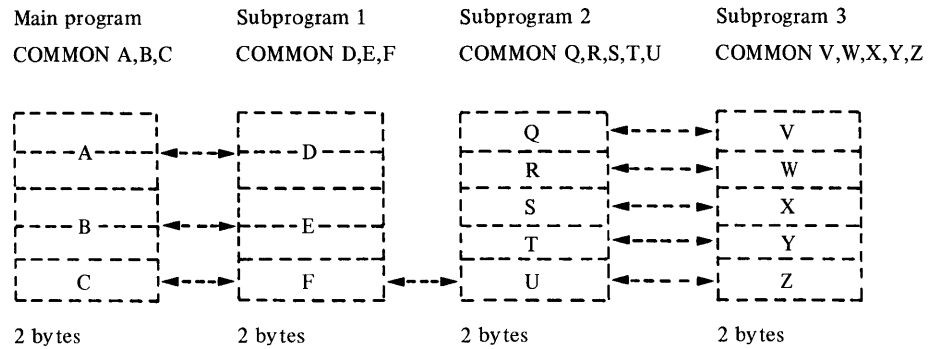 Main program Subprogram 1 Subprogram 2 Subprogram 3
COMMON A,B,C COMMON D,E,F COMMON Q,R,S,T,U COMMON V,W,X,Y,Z
Q V
A D
R W
S X
B E
T Y
C F U Z
2 bytes 2 bytes 2 bytes 2 bytes